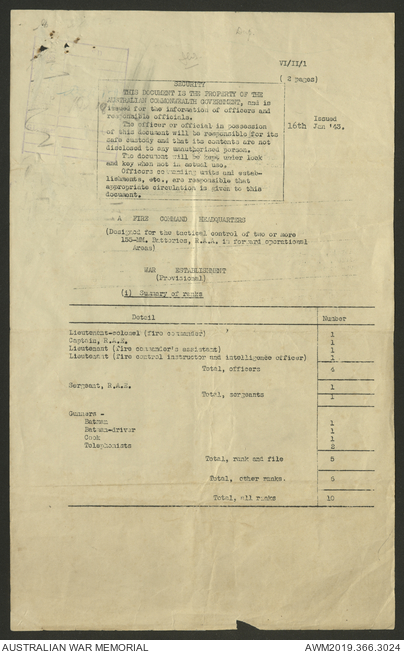 VI/II/1
( 2 pages)
SECURITY
THIS DOCUMENT IS THE PROPERTY OF THE
AUSTRALIAN COMMONWEALTH GOVERNMENT, and is
issued for the information of officers and
responsible officials.
The officer or official in possession
of this document will be responsible for its
safe custody and that its contents are not
disclosed to any unauthorised person.
The document will be kept under lock
and key when not in actual use.
Officers commanding units and estab-
lishments, etc., are responsible that
appropriate circulation is given to this
document.
Issued
16th Jan '43.
A FIRE COMMAND HEADQUARTERS
(Designed for the tactical control of two or more
155-MM. Batteries, R.A.A. in forward operational
Areas)
WAR ESTABLISHMENT
(Provisional)
(i) Summary of ranks
Detail Number
Lieutenant-colonel (fire commander) 1
Captain, R.A.E. 1
Lieutenant (fire commander's assistant) 1
Lieutenant (fire control instructor and intelligence officer) 1
Total, officers 4
Sergeant, R.A.E. 1
Total, sergeants 1
Gunners -
Batman 1
Batman-driver 1
Cook 1
Telephonists 2
Total, rank and file 5
Total, other ranks. 6
Total, all ranks 10
AUSTRALIAN WAR MEMORIAL AWM2019.366.3024